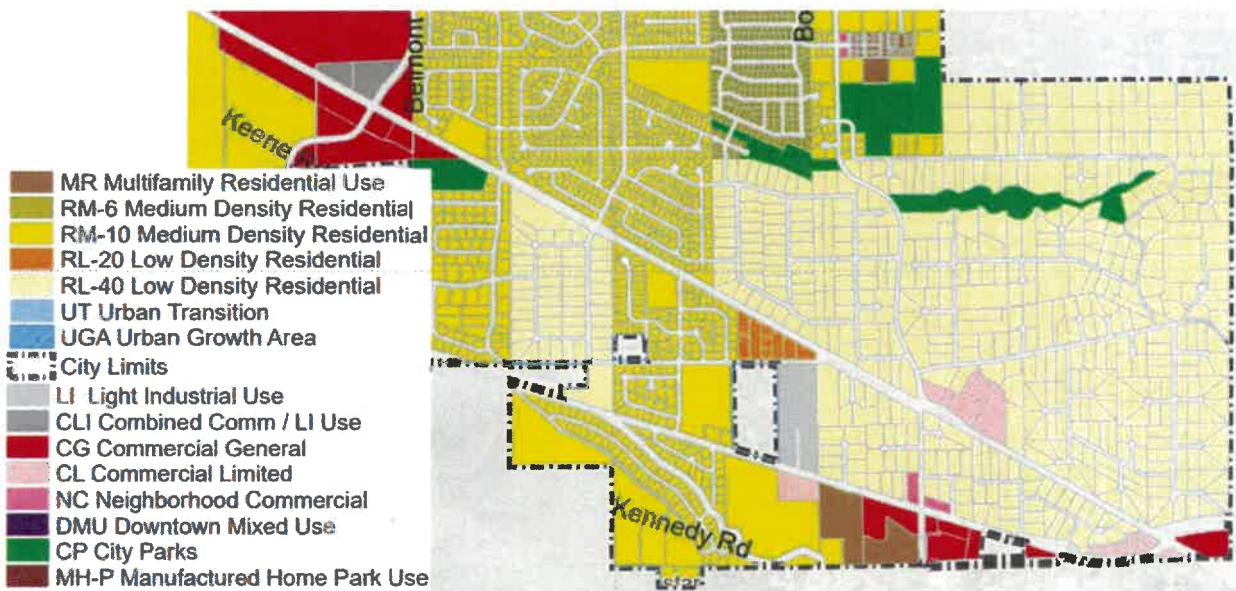 Belmont
Bo
Keene
MR Multifamily Residential Use
RM-6 Medium Density Residential
RM-10 Medium Density Residential
RL-20 Low Density Residential
RL-40 Low Density Residential
UT Urban Transition
UGA Urban Growth Area
City Limits
LI Light Industrial Use
CLI Combined Comm / LI Use
CG Commercial General
CL Commercial Limited
NC Neighborhood Commercial
DMU Downtown Mixed Use
CP City Parks
MH-P Manufactured Home Park Use
Kennedy Rd
star